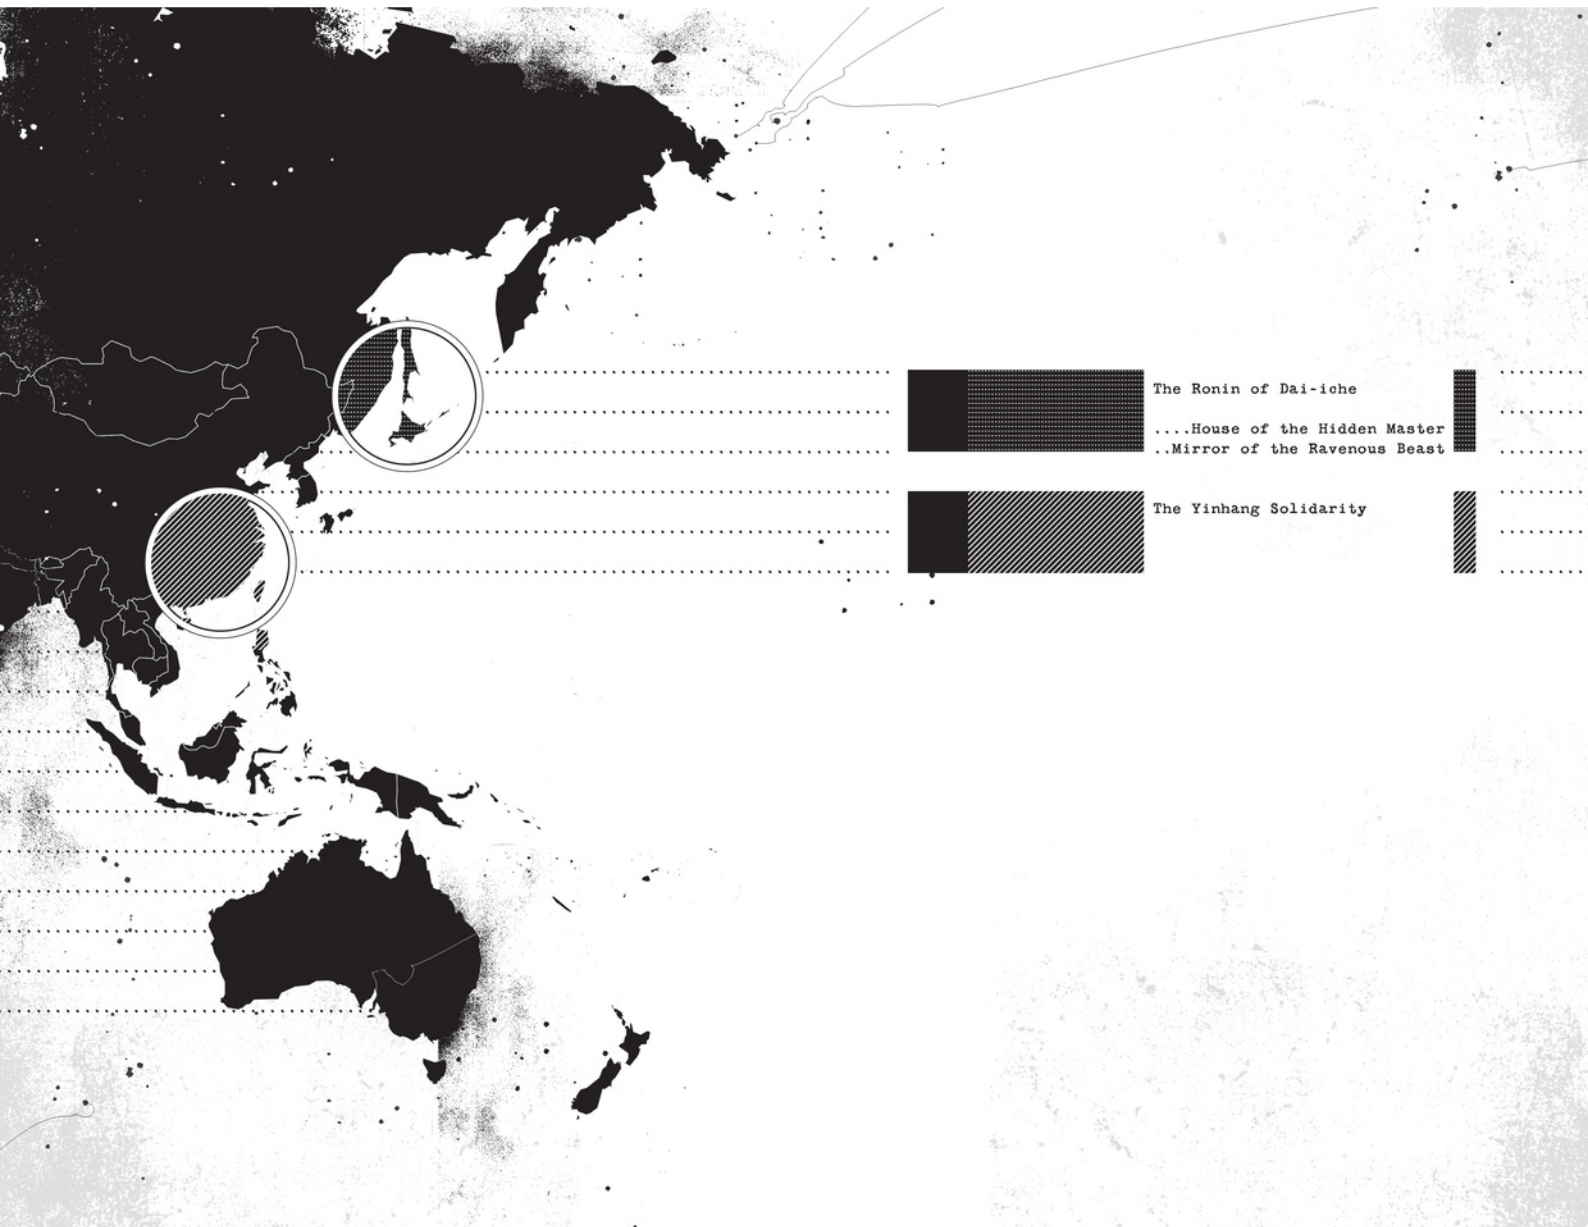 The Ronin of Dai-iche
....House of the Hidden Master
..Mirror of the Ravenous Beast
The Yinhang Solidarity